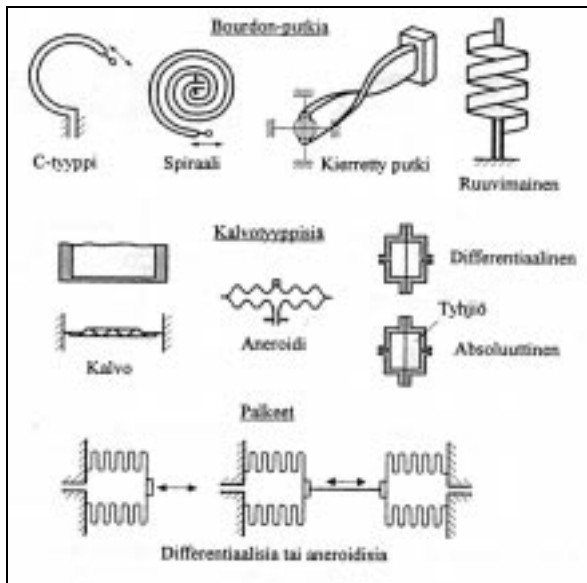 Bourdon-putkia
C-tyyppi
Spiraali
Kierretty putki
Ruuvimainen
Kalvotyyppisiä
Differentiaalinen
Tyhjiö
Aneroidi
Absoluuttinen
Kalvo
Palkeet
Differentiaalisia tai aneroidisia